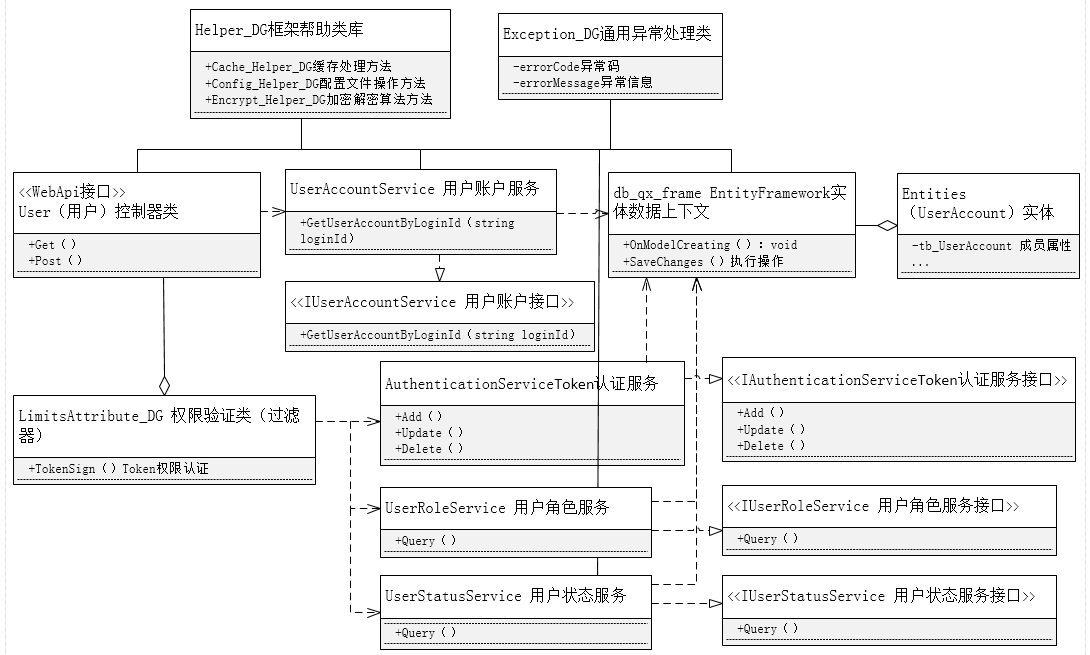 Helper_DG框架帮助类库
+Cache_Helper_DG缓存处理方法
+Config_Helper_DG配置文件操作方法
+Encrypt_Helper_DG加密解密算法方法
Exception_DG通用异常处理类
-errorCode异常码
-errorMessage异常信息
<<WebApi接口>>
User（用户）控制器类
+Get（）
+Post（）
UserAccountService 用户账户服务
+GetUserAccountByLoginId（string
loginId）
db_qx_frame EntityFramework实
体数据上下文
+OnModelCreating（）：void
+SaveChanges（）执行操作
Entities
（UserAccount）实体
-tb_UserAccount 成员属性
...
<<IUserAccountService 用户账户接口>>
+GetUserAccountByLoginId（string loginId）
AuthenticationServiceToken认证服务
+Add（）
+Update（）
+Delete（）
<<IAuthenticationServiceToken认证服务接口>>
+Add（）
+Update（）
+Delete（）
LimitsAttribute_DG 权限验证类（过滤
器）
+TokenSign（）Token权限认证
UserRoleService 用户角色服务
+Query（）
<<IUserRoleService 用户角色服务接口>>
+Query（）
UserStatusService 用户状态服务
+Query（）
<<IUserStatusService 用户状态服务接口>>
+Query（）